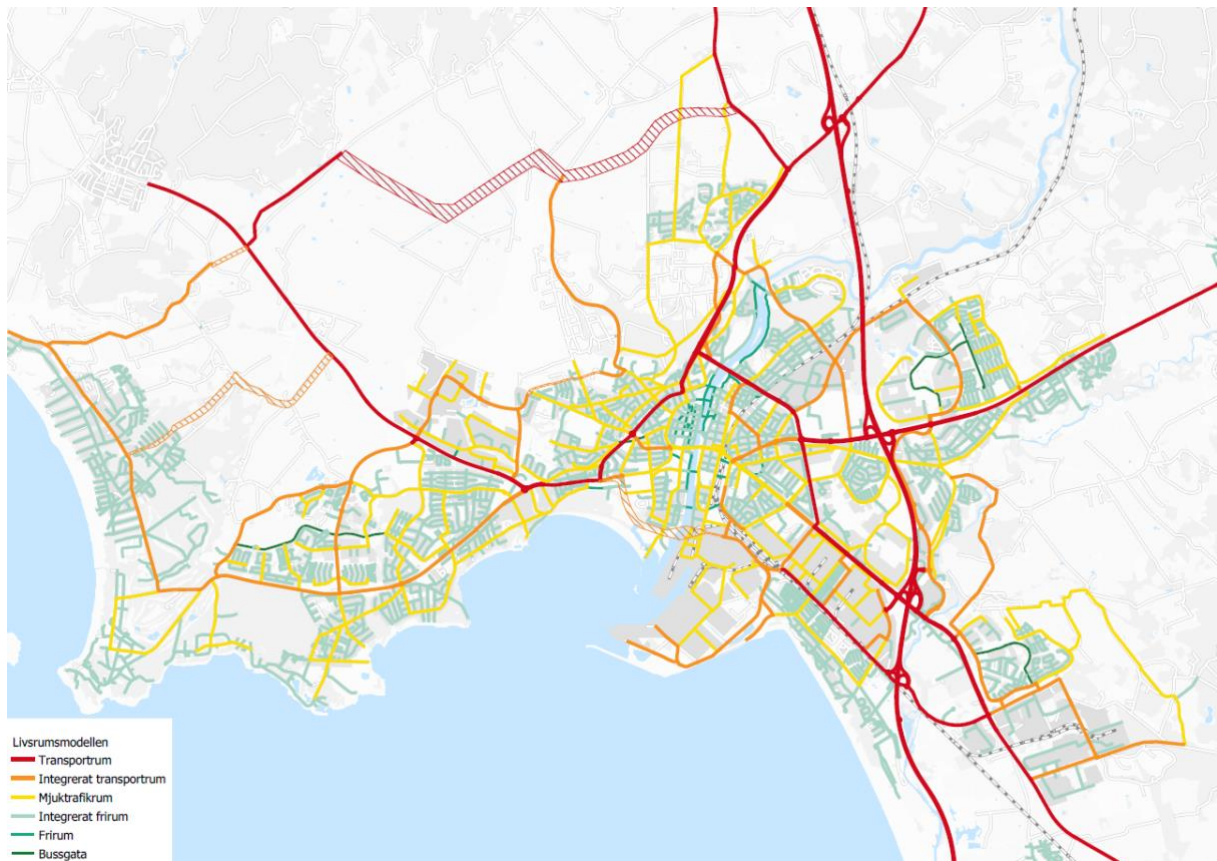 Livsrumsmodellen
Transportrum
Integrerat transportrum
Mjuktrafikrum
Integrerat frirum
Frirum
Bussgata